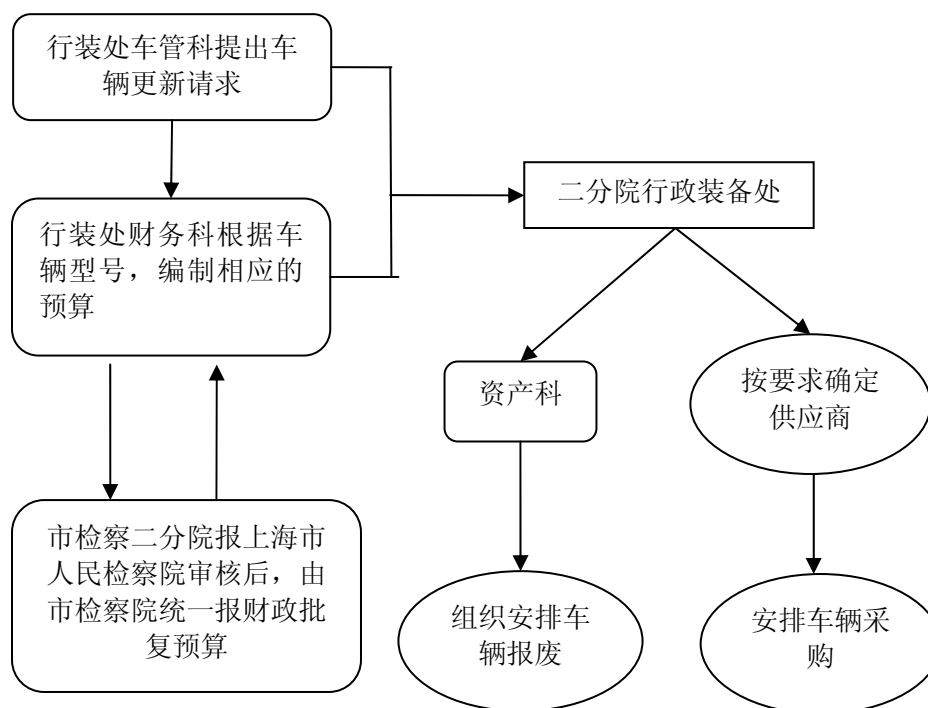 行装处车管科提出车
辆更新请求
二分院行政装备处
行装处财务科根据车
辆型号，编制相应的
预算
资产科
按要求确定
供应商
市检察二分院报上海市
人民检察院审核后，由
市检察院统一报财政批
复预算
组织安排车
辆报废
安排车辆采
购